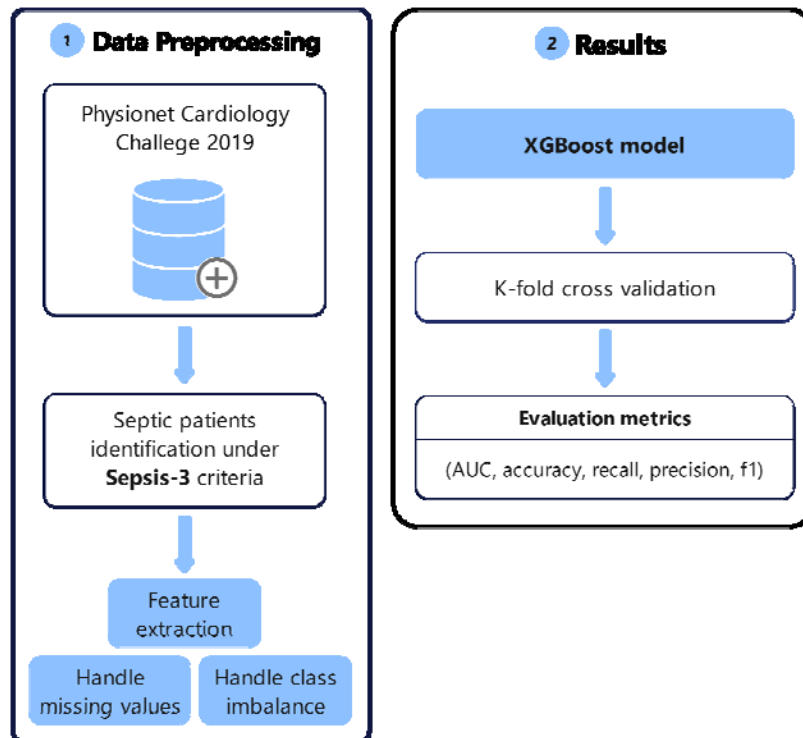 1 Data Preprocessing
Physionet Cardiology
Challege 2019
Septic patients
identification under
Sepsis-3 criteria
Feature
extraction
Handle
missing values
Handle class
imbalance
2 Results
XGBoost model
K-fold cross validation
Evaluation metrics
(AUC, accuracy, recall, precision, f1)